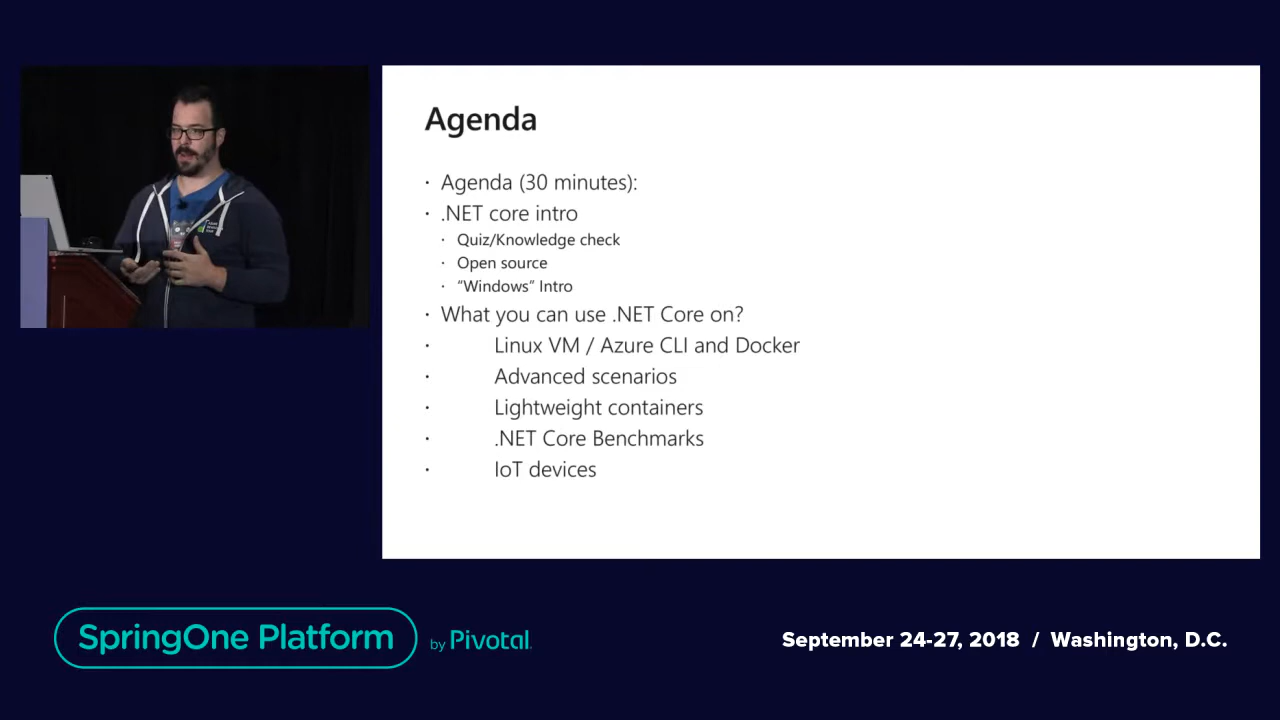 Agenda
· Agenda (30 minutes):
· .NET core intro
· Quiz/Knowledge check
· Open source
· “Windows” Intro
· What you can use .NET Core on?
· Linux VM / Azure CLI and Docker
· Advanced scenarios
· Lightweight containers
· .NET Core Benchmarks
· IoT devices
SpringOne Platform by Pivotal.
September 24-27, 2018 / Washington, D.C.